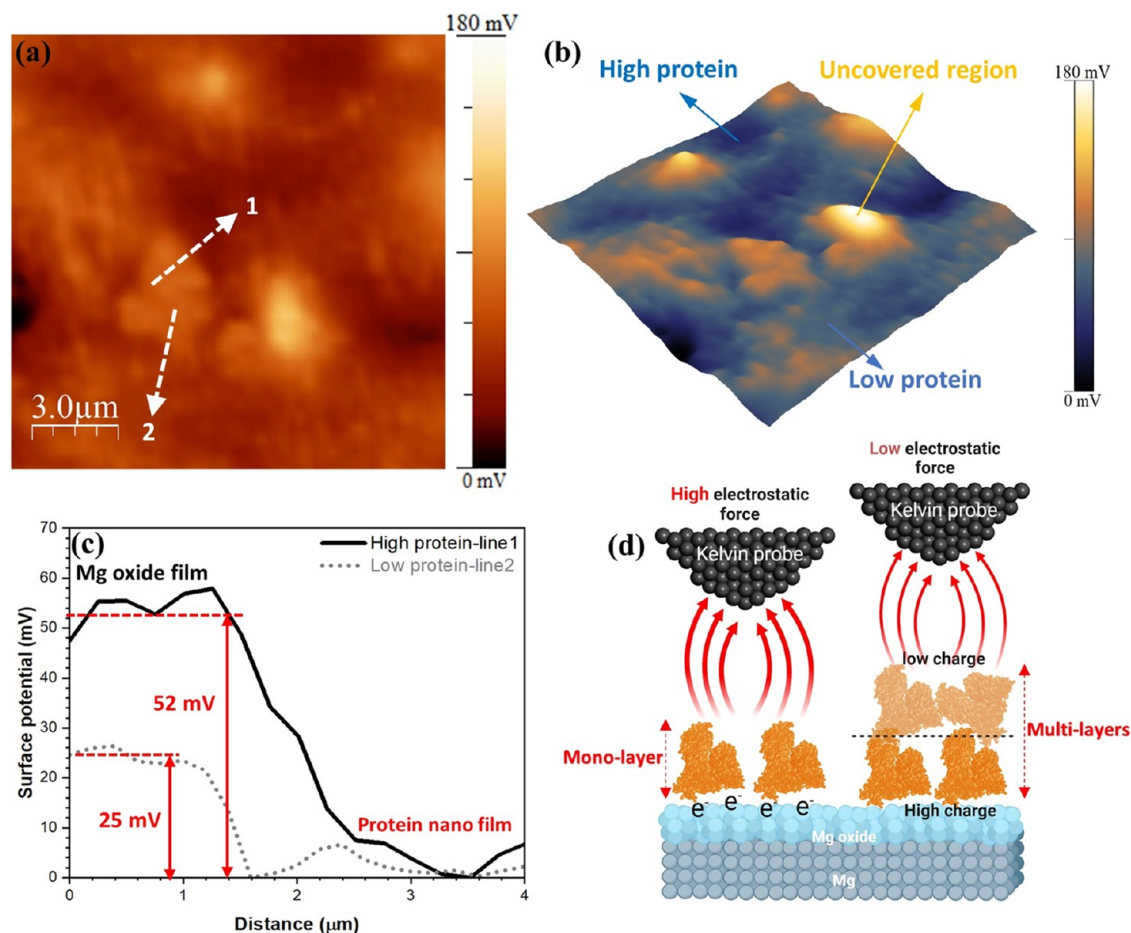 (a)
180 mV
1
2
3.0µm
0 mV
(b)
High protein
Uncovered region
180 mV
Low protein
0 mV
(c)
High protein-line1
Low protein-line2
Mg oxide film
52 mV
25 mV
Protein nano film
Surface potential (mV)
70
60
50
40
30
20
10
0
0
1
2
3
4
Distance (µm)
(d)
High electrostatic
force
Low electrostatic
force
Kelvin probe
Kelvin probe
low charge
Mono-layer
Multi-layers
e⁻
e⁻
e⁻
e⁻
High charge
Mg oxide
Mg